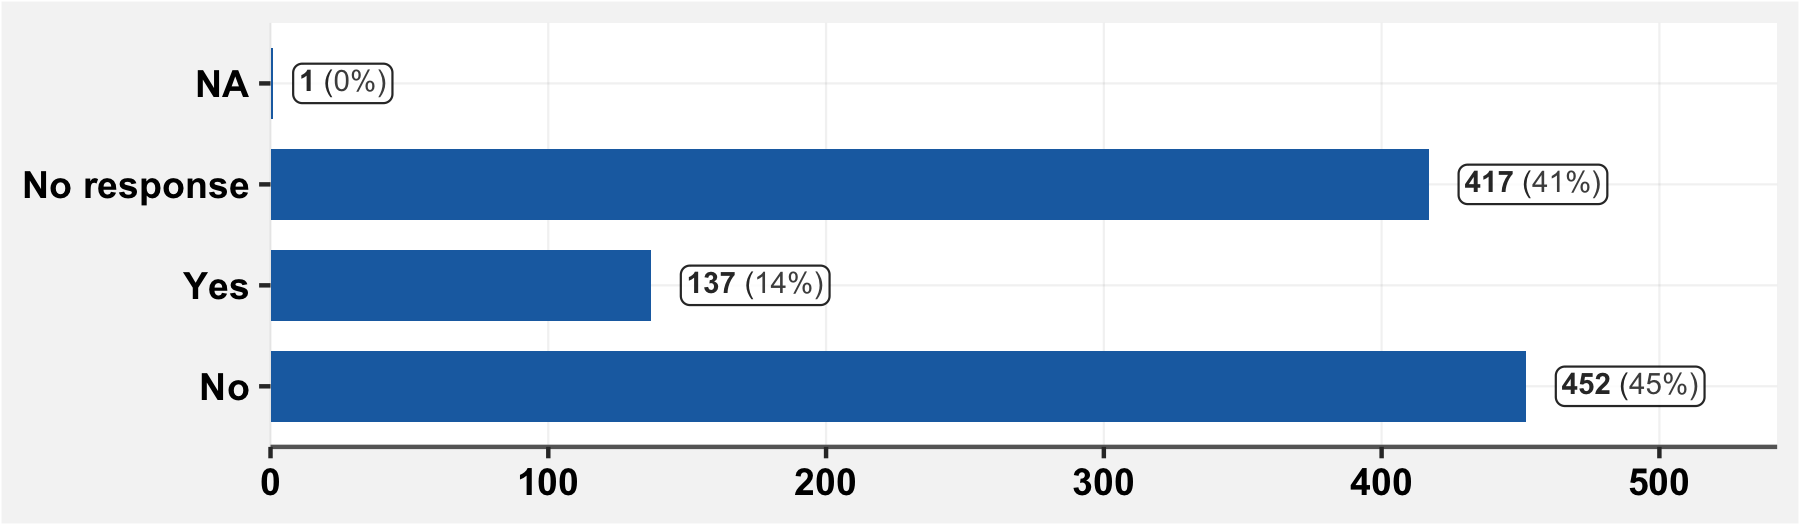 NA
1 (0%)
No response
417 (41%)
Yes
137 (14%)
No
452 (45%)
0 100 200 300 400 500